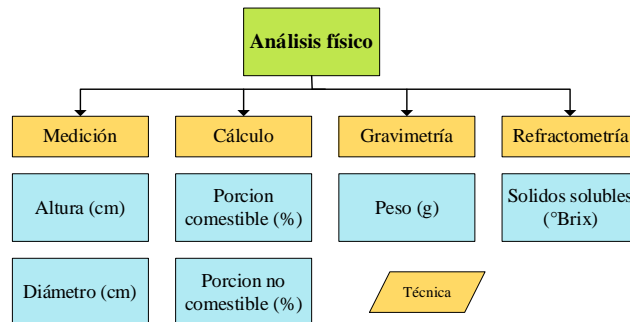 Análisis físico
Medición
Cálculo
Gravimetría
Refractometría
Altura (cm)
Porcion
comestible (%)
Peso (g)
Solidos solubles
(°Brix)
Diámetro (cm)
Porcion no
comestible (%)
Técnica